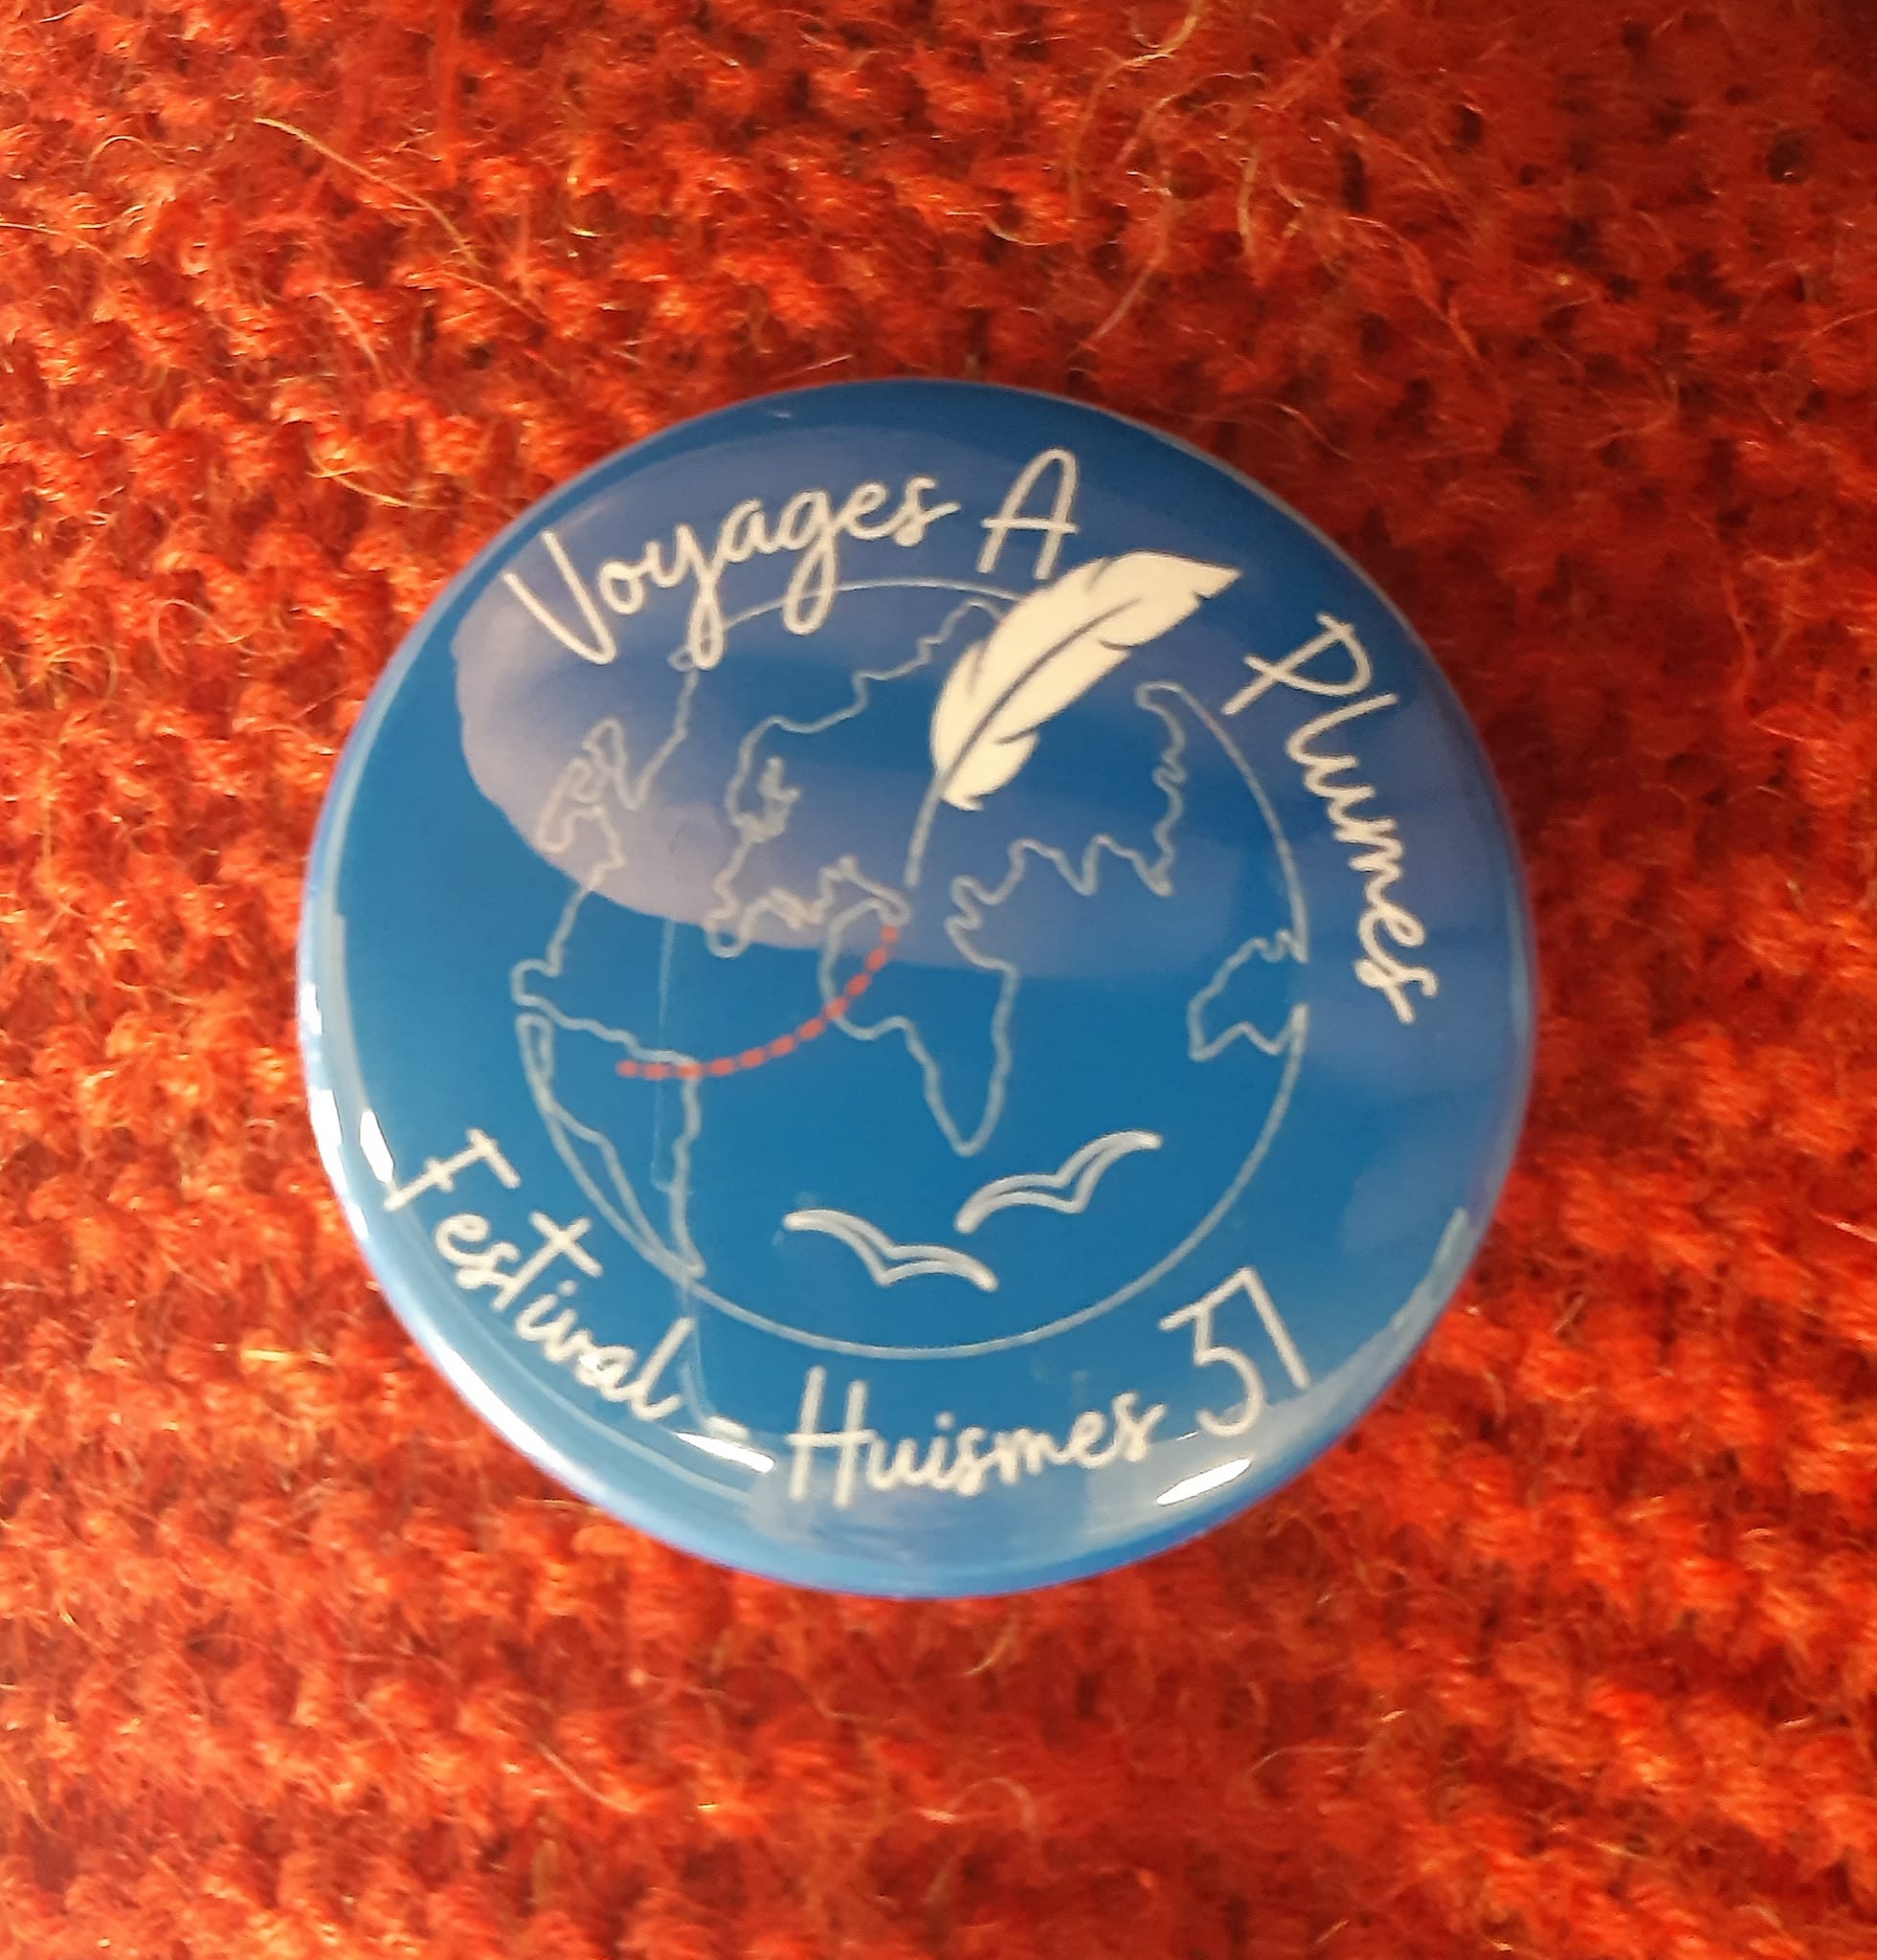 Voyages A Plumes
Festival - Huismes 37